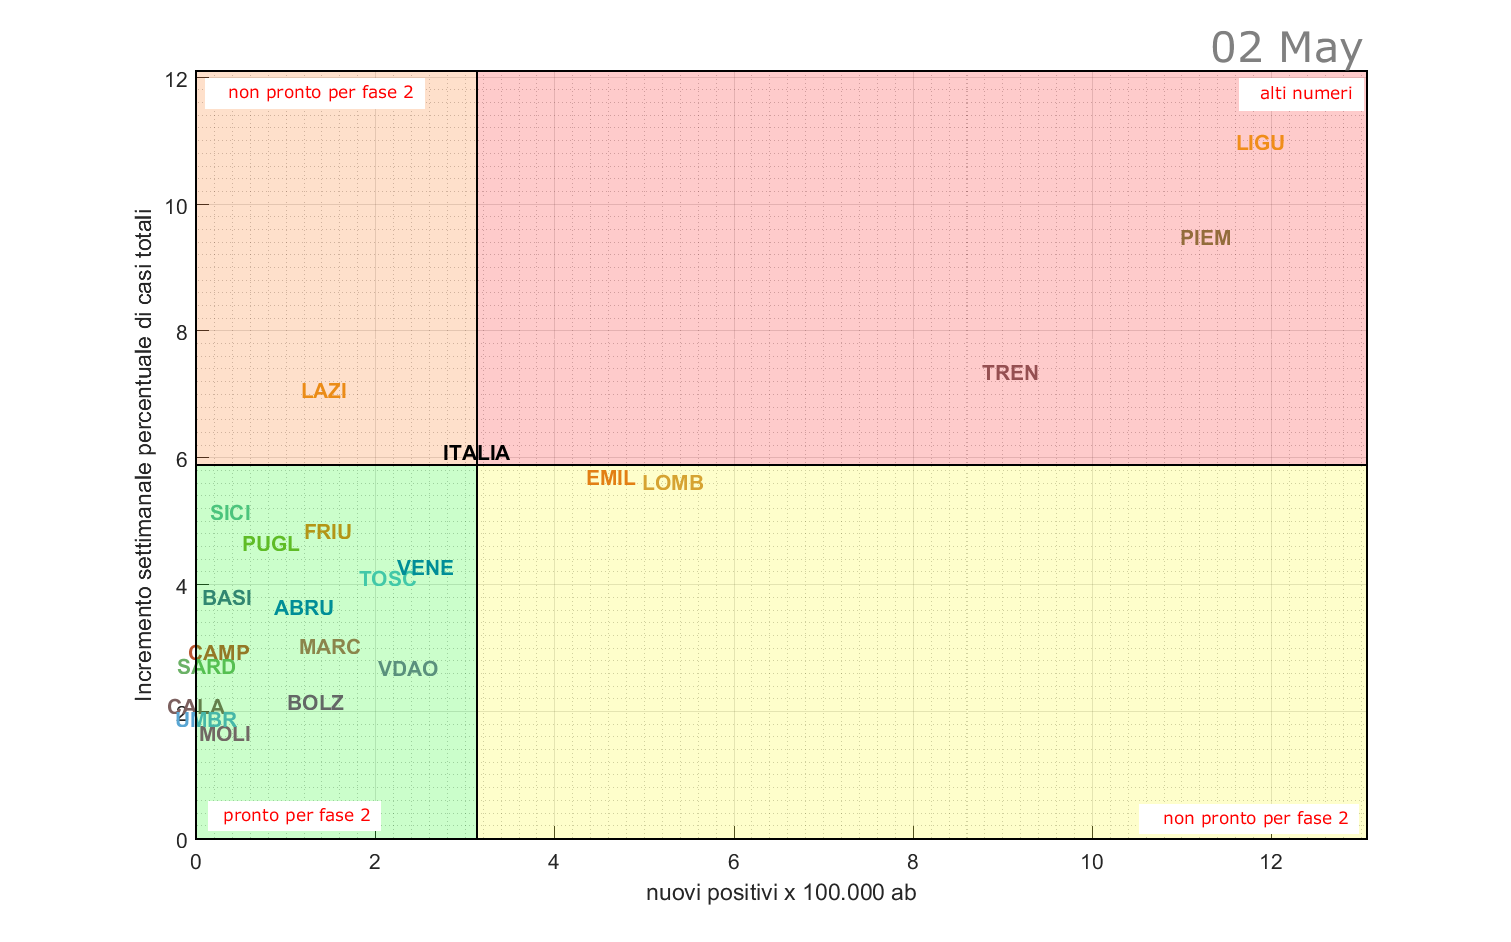 02 May
non pronto per fase 2
alti numeri
12
10
8
6
4
2
0
Incremento settimanale percentuale di casi totali
LIGU
PIEM
TREN
LAZI
ITALIA
EMIL
LOMB
SICI
FRIU
PUGL
VENE
TOSC
BASI
ABRU
MARC
CAMP
SARD
VDAO
BOLZ
CALA
UMBR
MOLI
pronto per fase 2
non pronto per fase 2
0 2 4 6 8 10 12
nuovi positivi x 100.000 ab